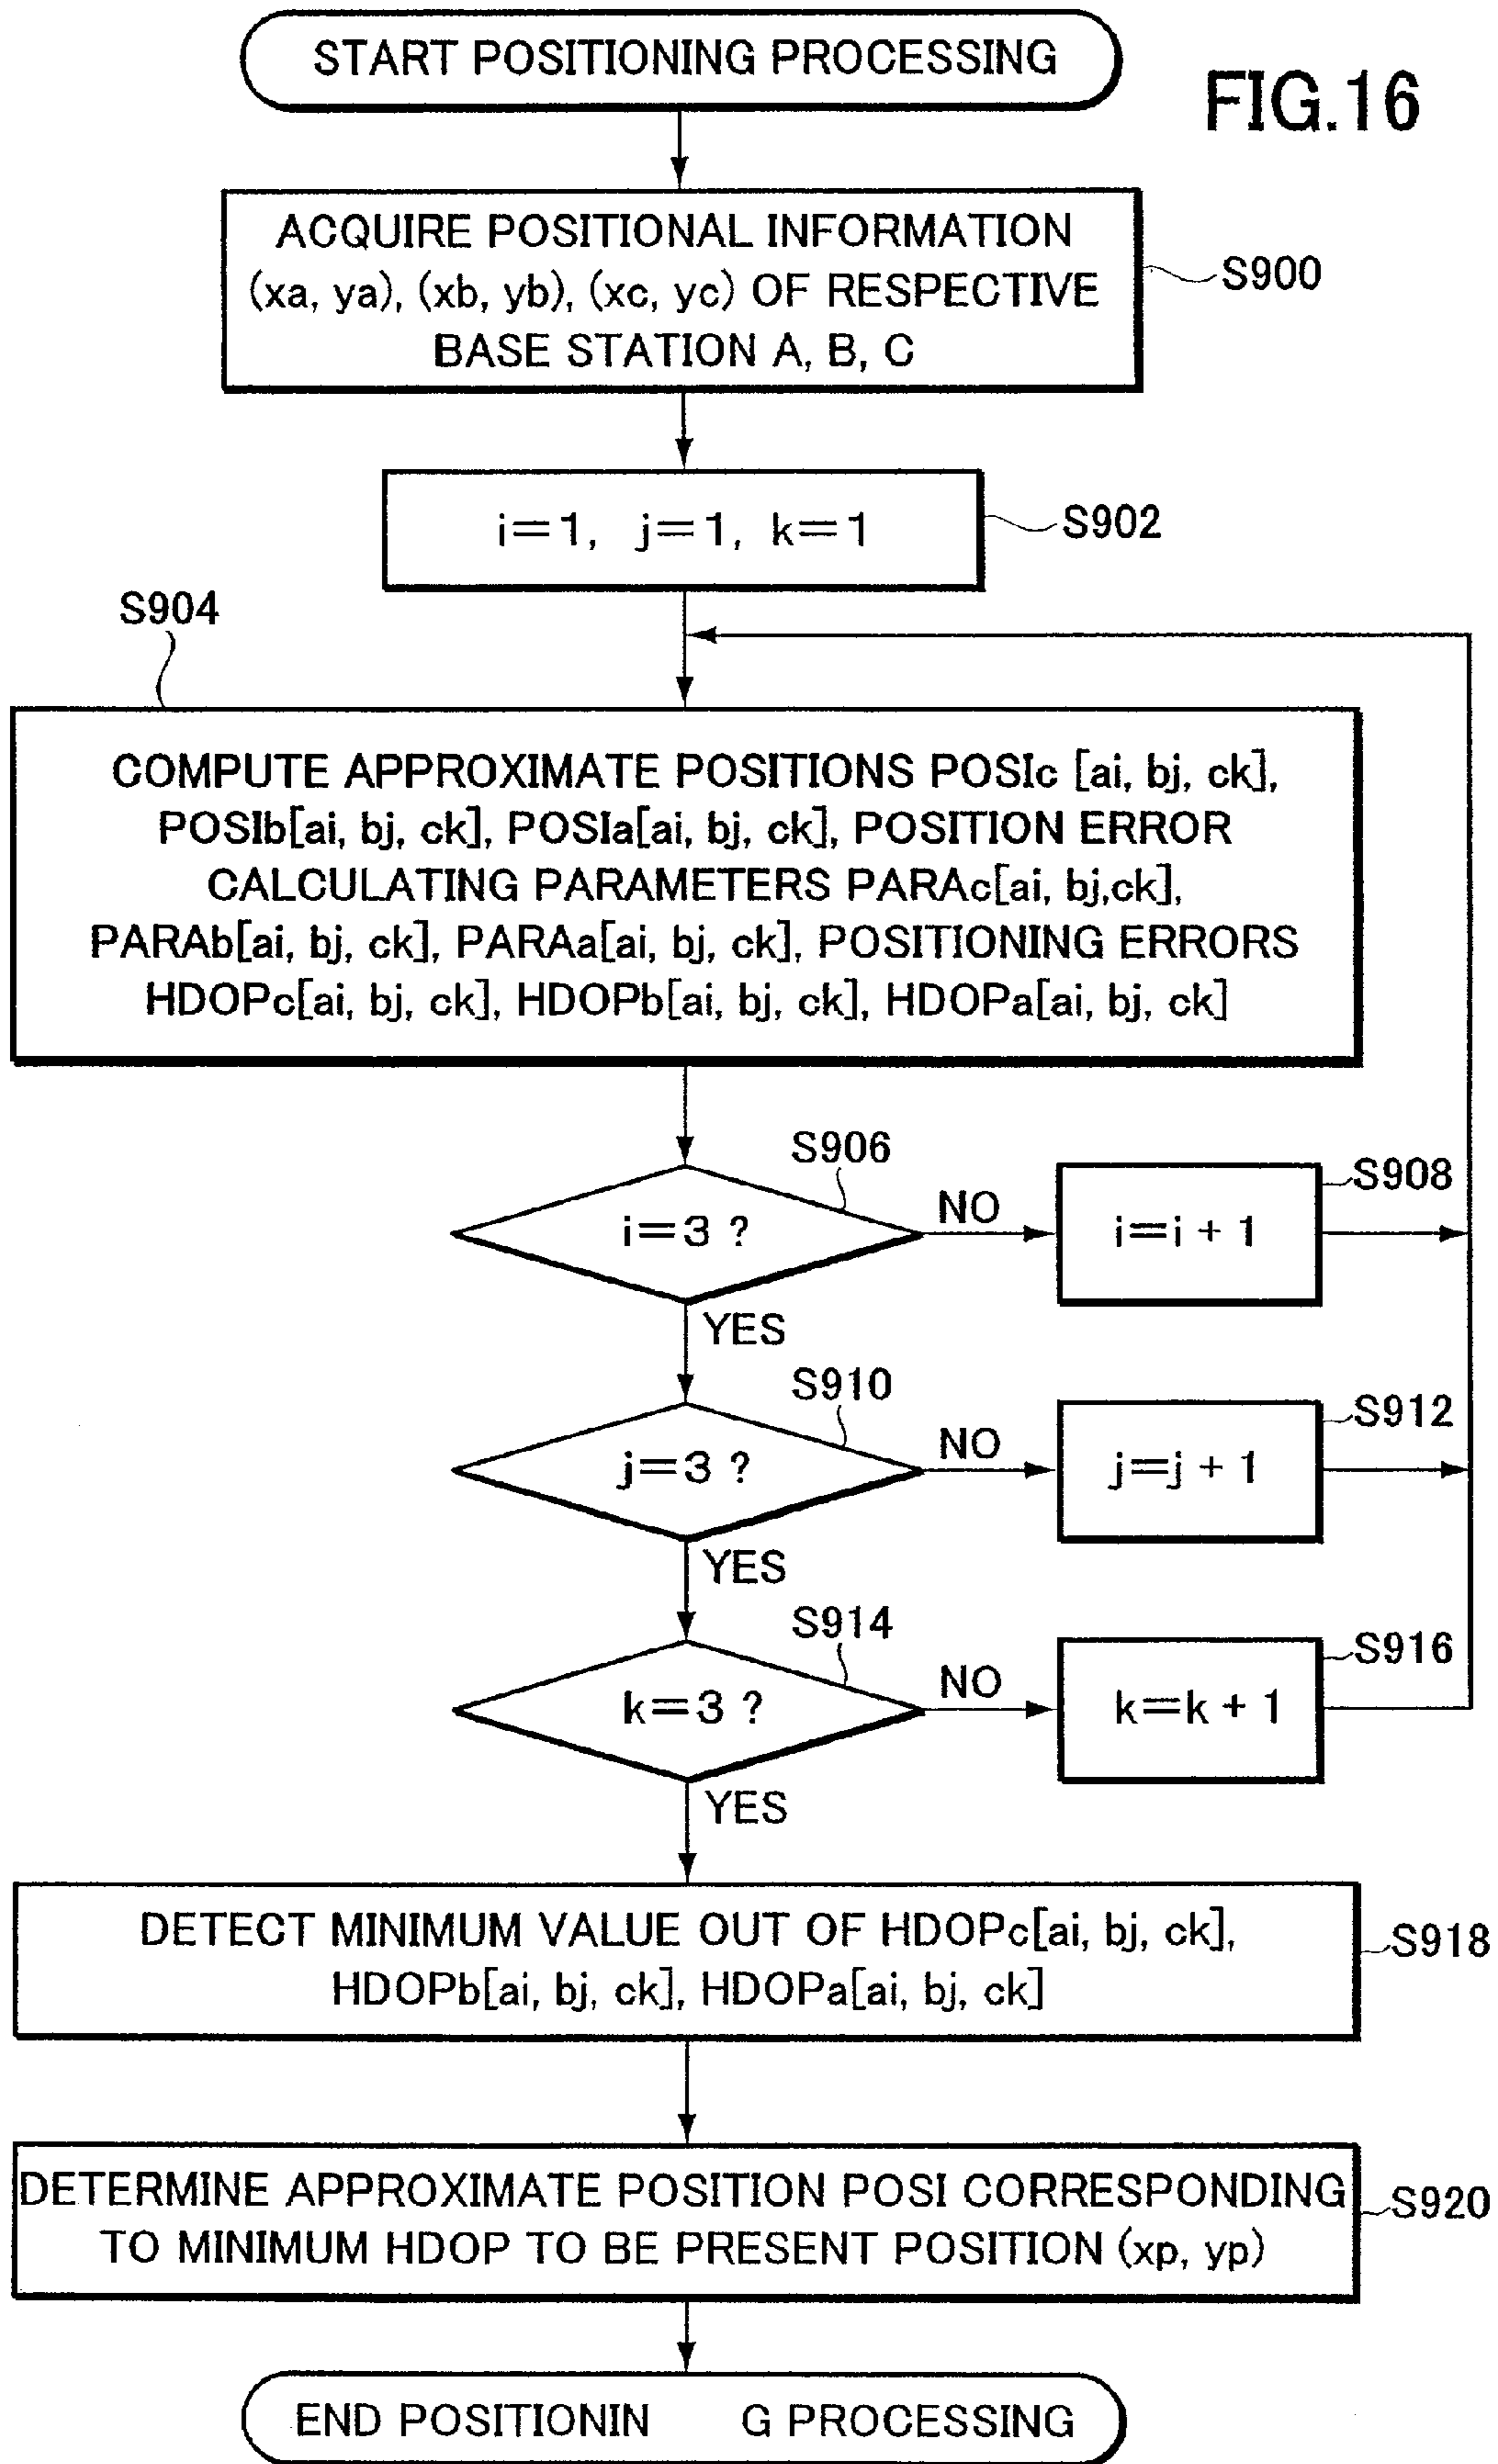 START POSITIONING PROCESSING
FIG.16
ACQUIRE POSITIONAL INFORMATION
(xa, ya), (xb, yb), (xc, yc) OF RESPECTIVE
BASE STATION A, B, C
S900
i=1, j=1, k=1
S902
S904
COMPUTE APPROXIMATE POSITIONS POSIc [ai, bj, ck],
POSIb[ai, bj, ck], POSIa[ai, bj, ck], POSITION ERROR
CALCULATING PARAMETERS PARAc[ai, bj,ck],
PARAb[ai, bj, ck], PARAa[ai, bj, ck], POSITIONING ERRORS
HDOPc[ai, bj, ck], HDOPb[ai, bj, ck], HDOPa[ai, bj, ck]
S906
i=3 ?
NO
i=i + 1
S908
YES
S910
j=3 ?
NO
j=j + 1
S912
YES
S914
k=3 ?
NO
k=k + 1
S916
YES
DETECT MINIMUM VALUE OUT OF HDOPc[ai, bj, ck],
HDOPb[ai, bj, ck], HDOPa[ai, bj, ck]
S918
DETERMINE APPROXIMATE POSITION POSI CORRESPONDING
TO MINIMUM HDOP TO BE PRESENT POSITION (xp, yp)
S920
END POSITIONIN G PROCESSING